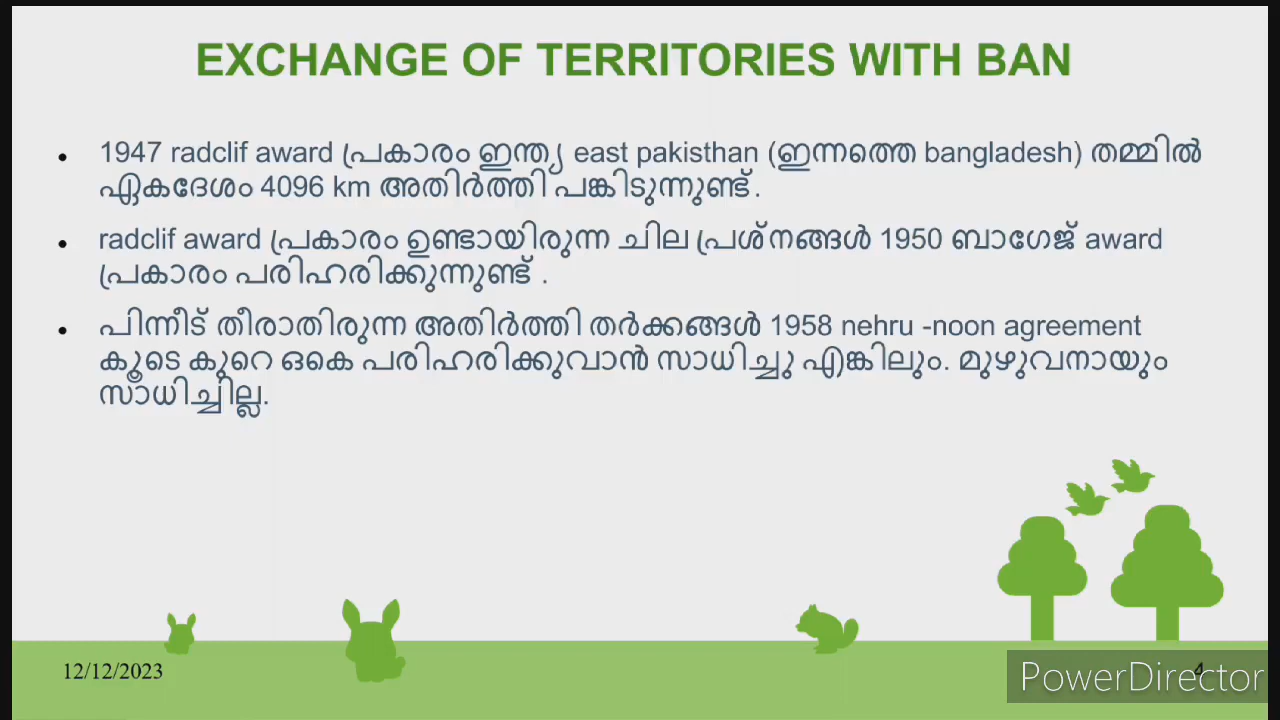 EXCHANGE OF TERRITORIES WITH BAN
• 1947 radclif award പ്രകാരം ഇന്ത്യ east pakisthan (ഇന്നത്തെ bangladesh) തമ്മിൽ
ഏകദേശം 4096 km അതിർത്തി പങ്കിടുന്നുണ്ട്.
• radclif award പ്രകാരം ഉണ്ടായിരുന്ന ചില പ്രശ്നങ്ങൾ 1950 ബാഗേജ് award
പ്രകാരം പരിഹരിക്കുന്നുണ്ട് .
• പിന്നീട് തീരാതിരുന്ന അതിർത്തി തർക്കങ്ങൾ 1958 nehru -noon agreement
കൂടെ കുറെ ഒകെ പരിഹരിക്കുവാൻ സാധിച്ചു എങ്കിലും. മുഴുവനായും
സാധിച്ചില്ല.
12/12/2023
4
PowerDirector